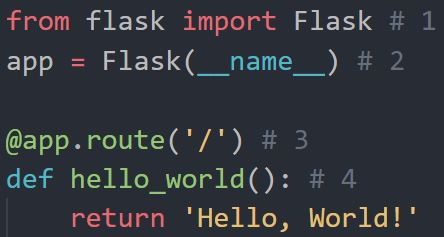 from flask import Flask # 1
app = Flask(__name__) # 2
@app.route('/') # 3
def hello_world(): # 4
    return 'Hello, World!'